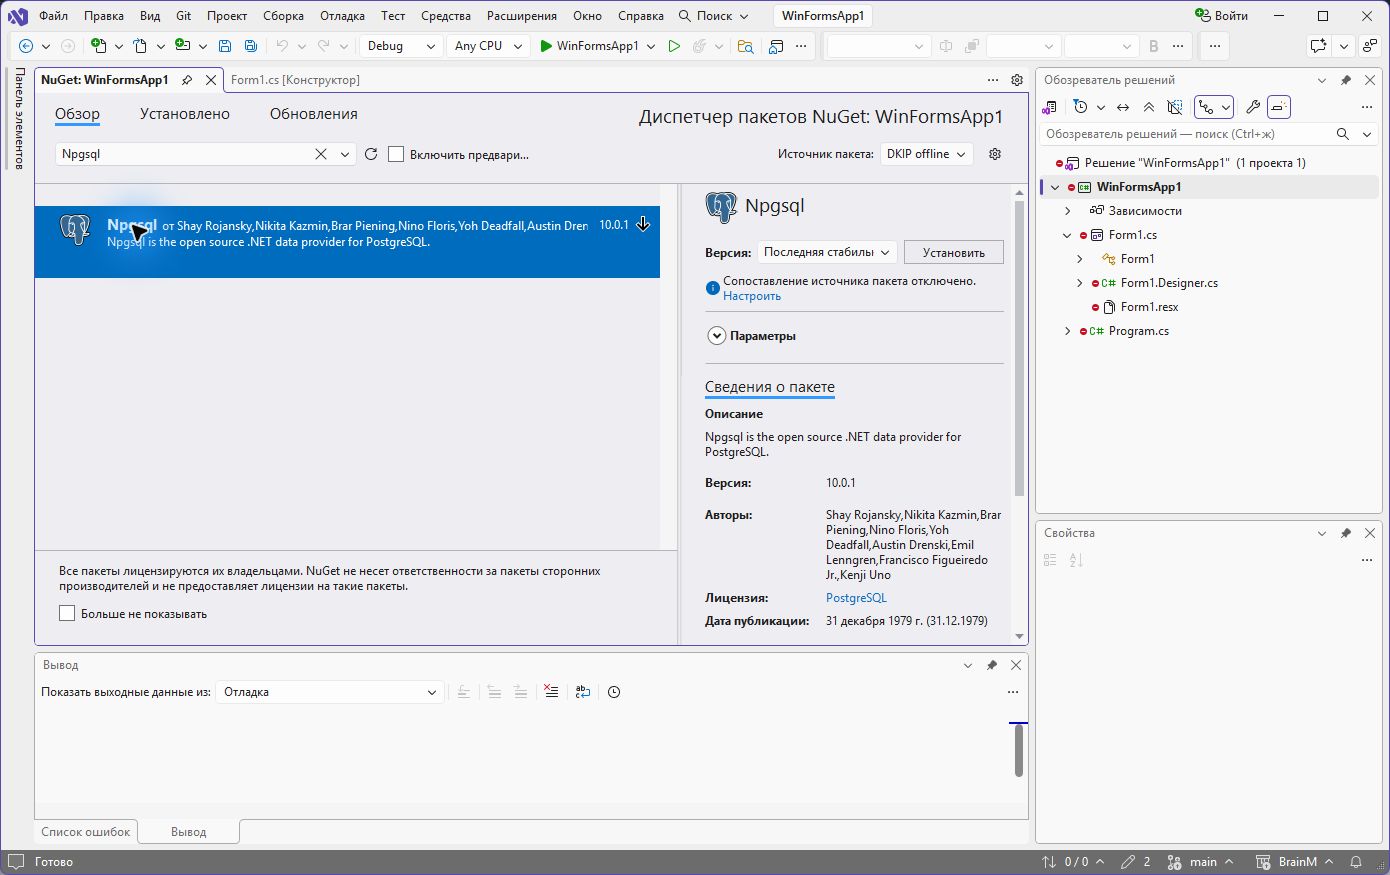 Файл Правка Вид Git Проект Сборка Отладка Тест Средства Расширения Окно Справка Поиск WinFormsApp1 Войти
Debug Any CPU WinFormsApp1
Панель элементов
NuGet: WinFormsApp1 Form1.cs [Конструктор]
Обзор Установлено Обновления
Диспетчер пакетов NuGet: WinFormsApp1
Npgsql
Включить предвари...
Источник пакета: DKIP offline
Npgsql от Shay Rojansky,Nikita Kazmin,Brar Piening,Nino Floris,Yoh Deadfall,Austin Dren 10.0.1
Npgsql is the open source .NET data provider for PostgreSQL.
Все пакеты лицензируются их владельцами. NuGet не несет ответственности за пакеты сторонних
производителей и не предоставляет лицензии на такие пакеты.
Больше не показывать
Npgsql
Версия: Последняя стабильн Установить
Сопоставление источника пакета отключено.
Настроить
Параметры
Сведения о пакете
Описание
Npgsql is the open source .NET data provider for
PostgreSQL.
Версия: 10.0.1
Авторы: Shay Rojansky,Nikita Kazmin,Brar
Piening,Nino Floris,Yoh
Deadfall,Austin Drenski,Emil
Lenngren,Francisco Figueiredo
Jr.,Kenji Uno
Лицензия: PostgreSQL
Дата публикации: 31 декабря 1979 г. (31.12.1979)
Вывод
Показать выходные данные из: Отладка
Список ошибок Вывод
Обозреватель решений
Обозреватель решений — поиск (Ctrl+ж)
Решение "WinFormsApp1" (1 проекта 1)
WinFormsApp1
Зависимости
Form1.cs
Form1
C# Form1.Designer.cs
Form1.resx
C# Program.cs
Свойства
Готово 0 / 0 2 main BrainM